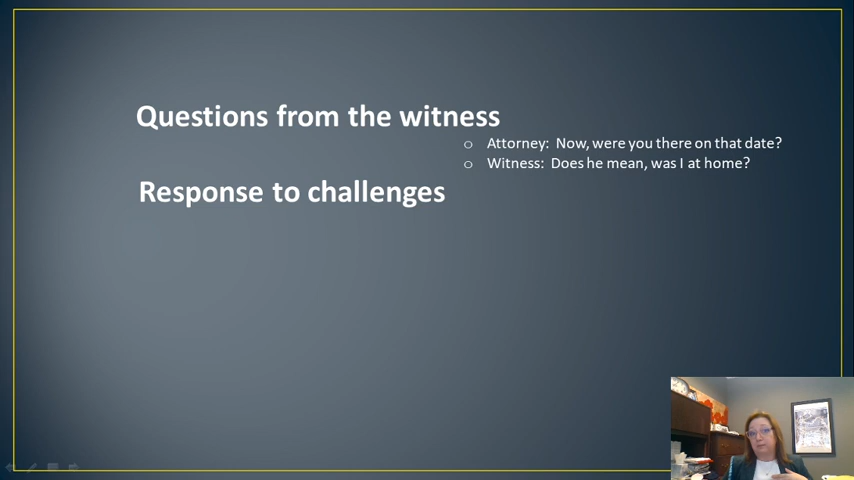 Questions from the witness
○ Attorney: Now, were you there on that date?
○ Witness: Does he mean, was I at home?
Response to challenges